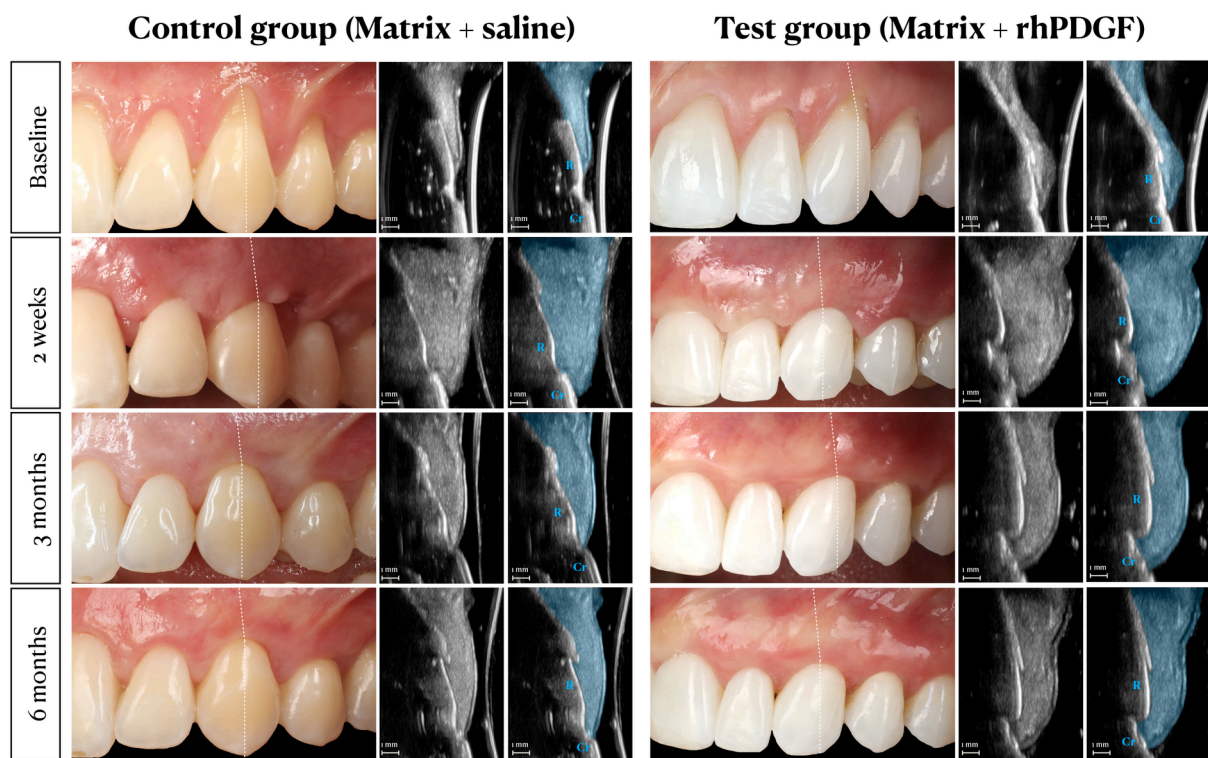 Control group (Matrix + saline)
Test group (Matrix + rhPDGF)
Baseline
1 mm
1 mm
R
Cr
1 mm
1 mm
R
Cr
2 weeks
1 mm
1 mm
R
Cr
1 mm
1 mm
R
Cr
3 months
1 mm
1 mm
R
Cr
1 mm
1 mm
R
Cr
6 months
1 mm
1 mm
R
Cr
1 mm
1 mm
R
Cr